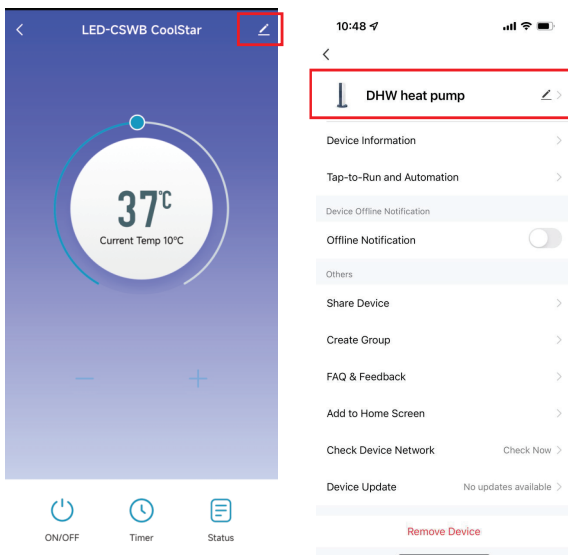 LED-CSWB CoolStar
37°C
Current Temp 10°C
ON/OFF
Timer
Status
10:48
DHW heat pump
Device Information
Tap-to-Run and Automation
Device Offline Notification
Offline Notification
Others
Share Device
Create Group
FAQ & Feedback
Add to Home Screen
Check Device Network Check Now
Device Update No updates available
Remove Device